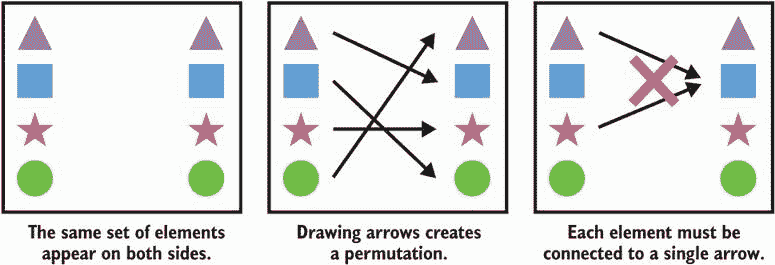 The same set of elements
appear on both sides.
Drawing arrows creates
a permutation.
Each element must be
connected to a single arrow.